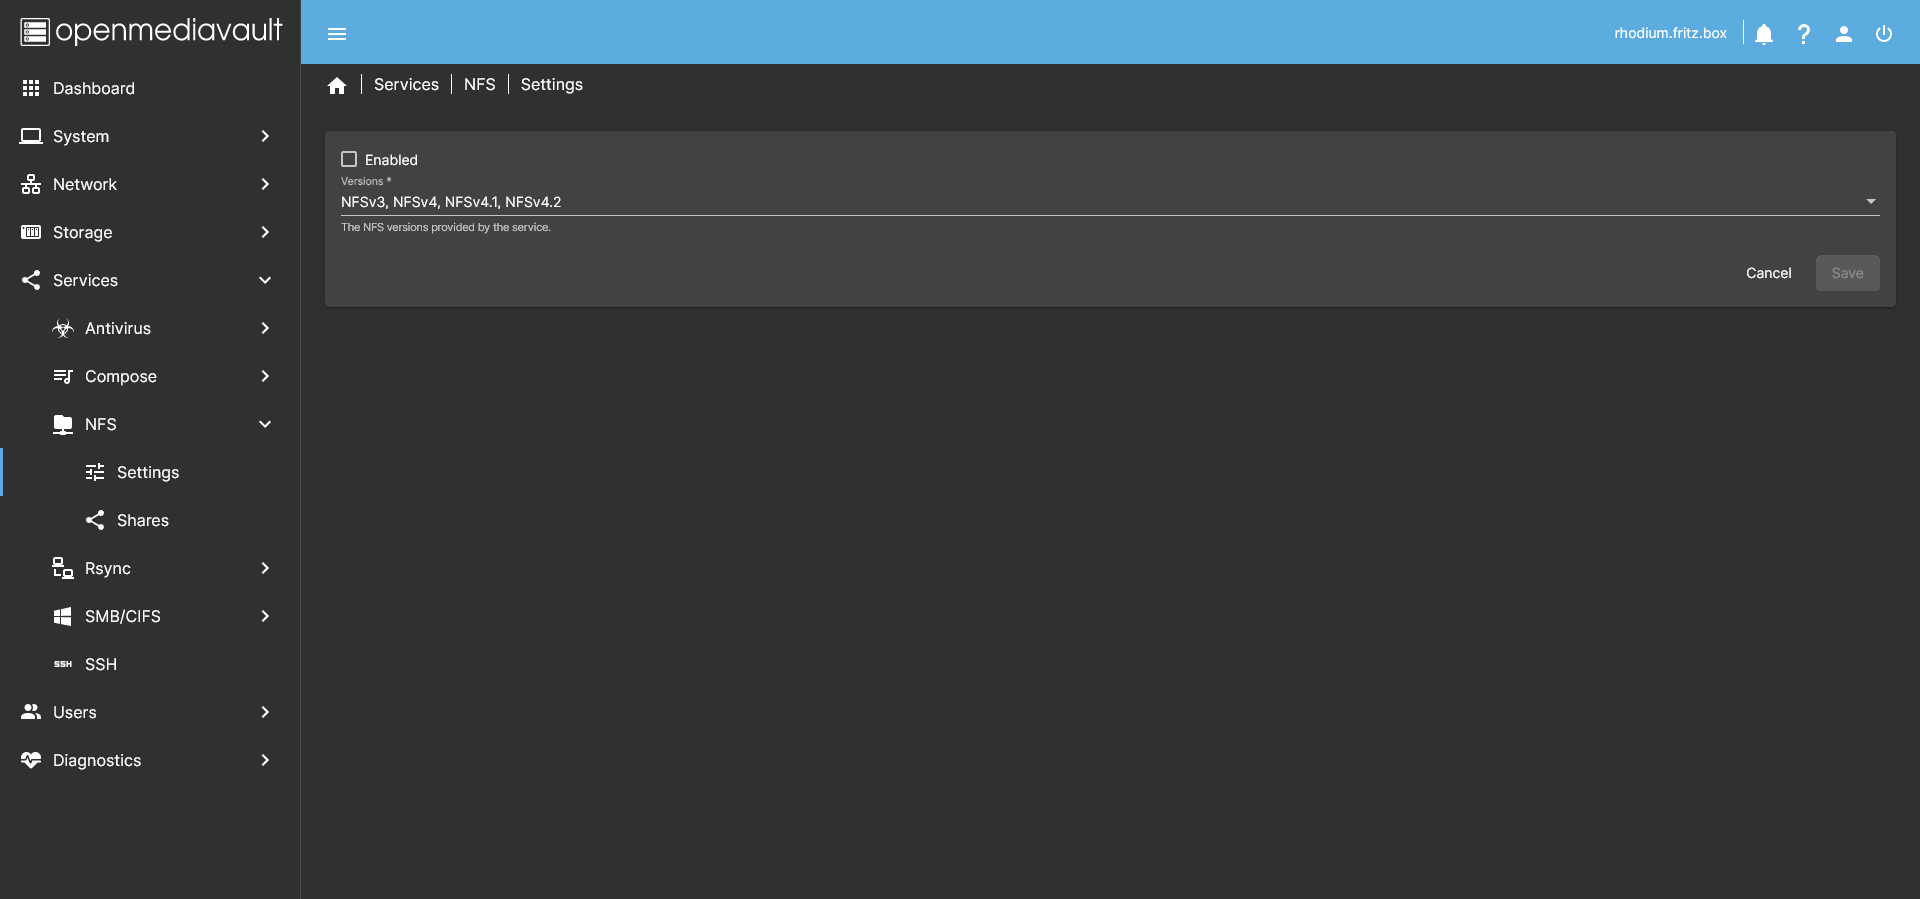 openmediavault
rhodium.fritz.box
Dashboard
System
Network
Storage
Services
Antivirus
Compose
NFS
Settings
Shares
Rsync
SMB/CIFS
SSH
SSH
Users
Diagnostics
Services
NFS
Settings
Enabled
Versions *
NFSv3, NFSv4, NFSv4.1, NFSv4.2
The NFS versions provided by the service.
Cancel
Save